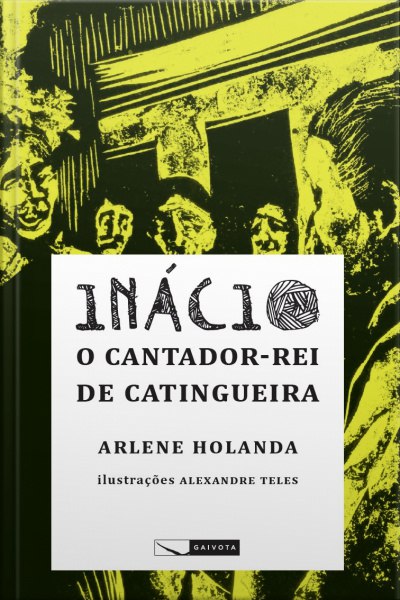 INÁCIO
O CANTADOR-REI
DE CATINGUEIRA
ARLENE HOLANDA
ilustrações ALEXANDRE TELES
GAIVOTA